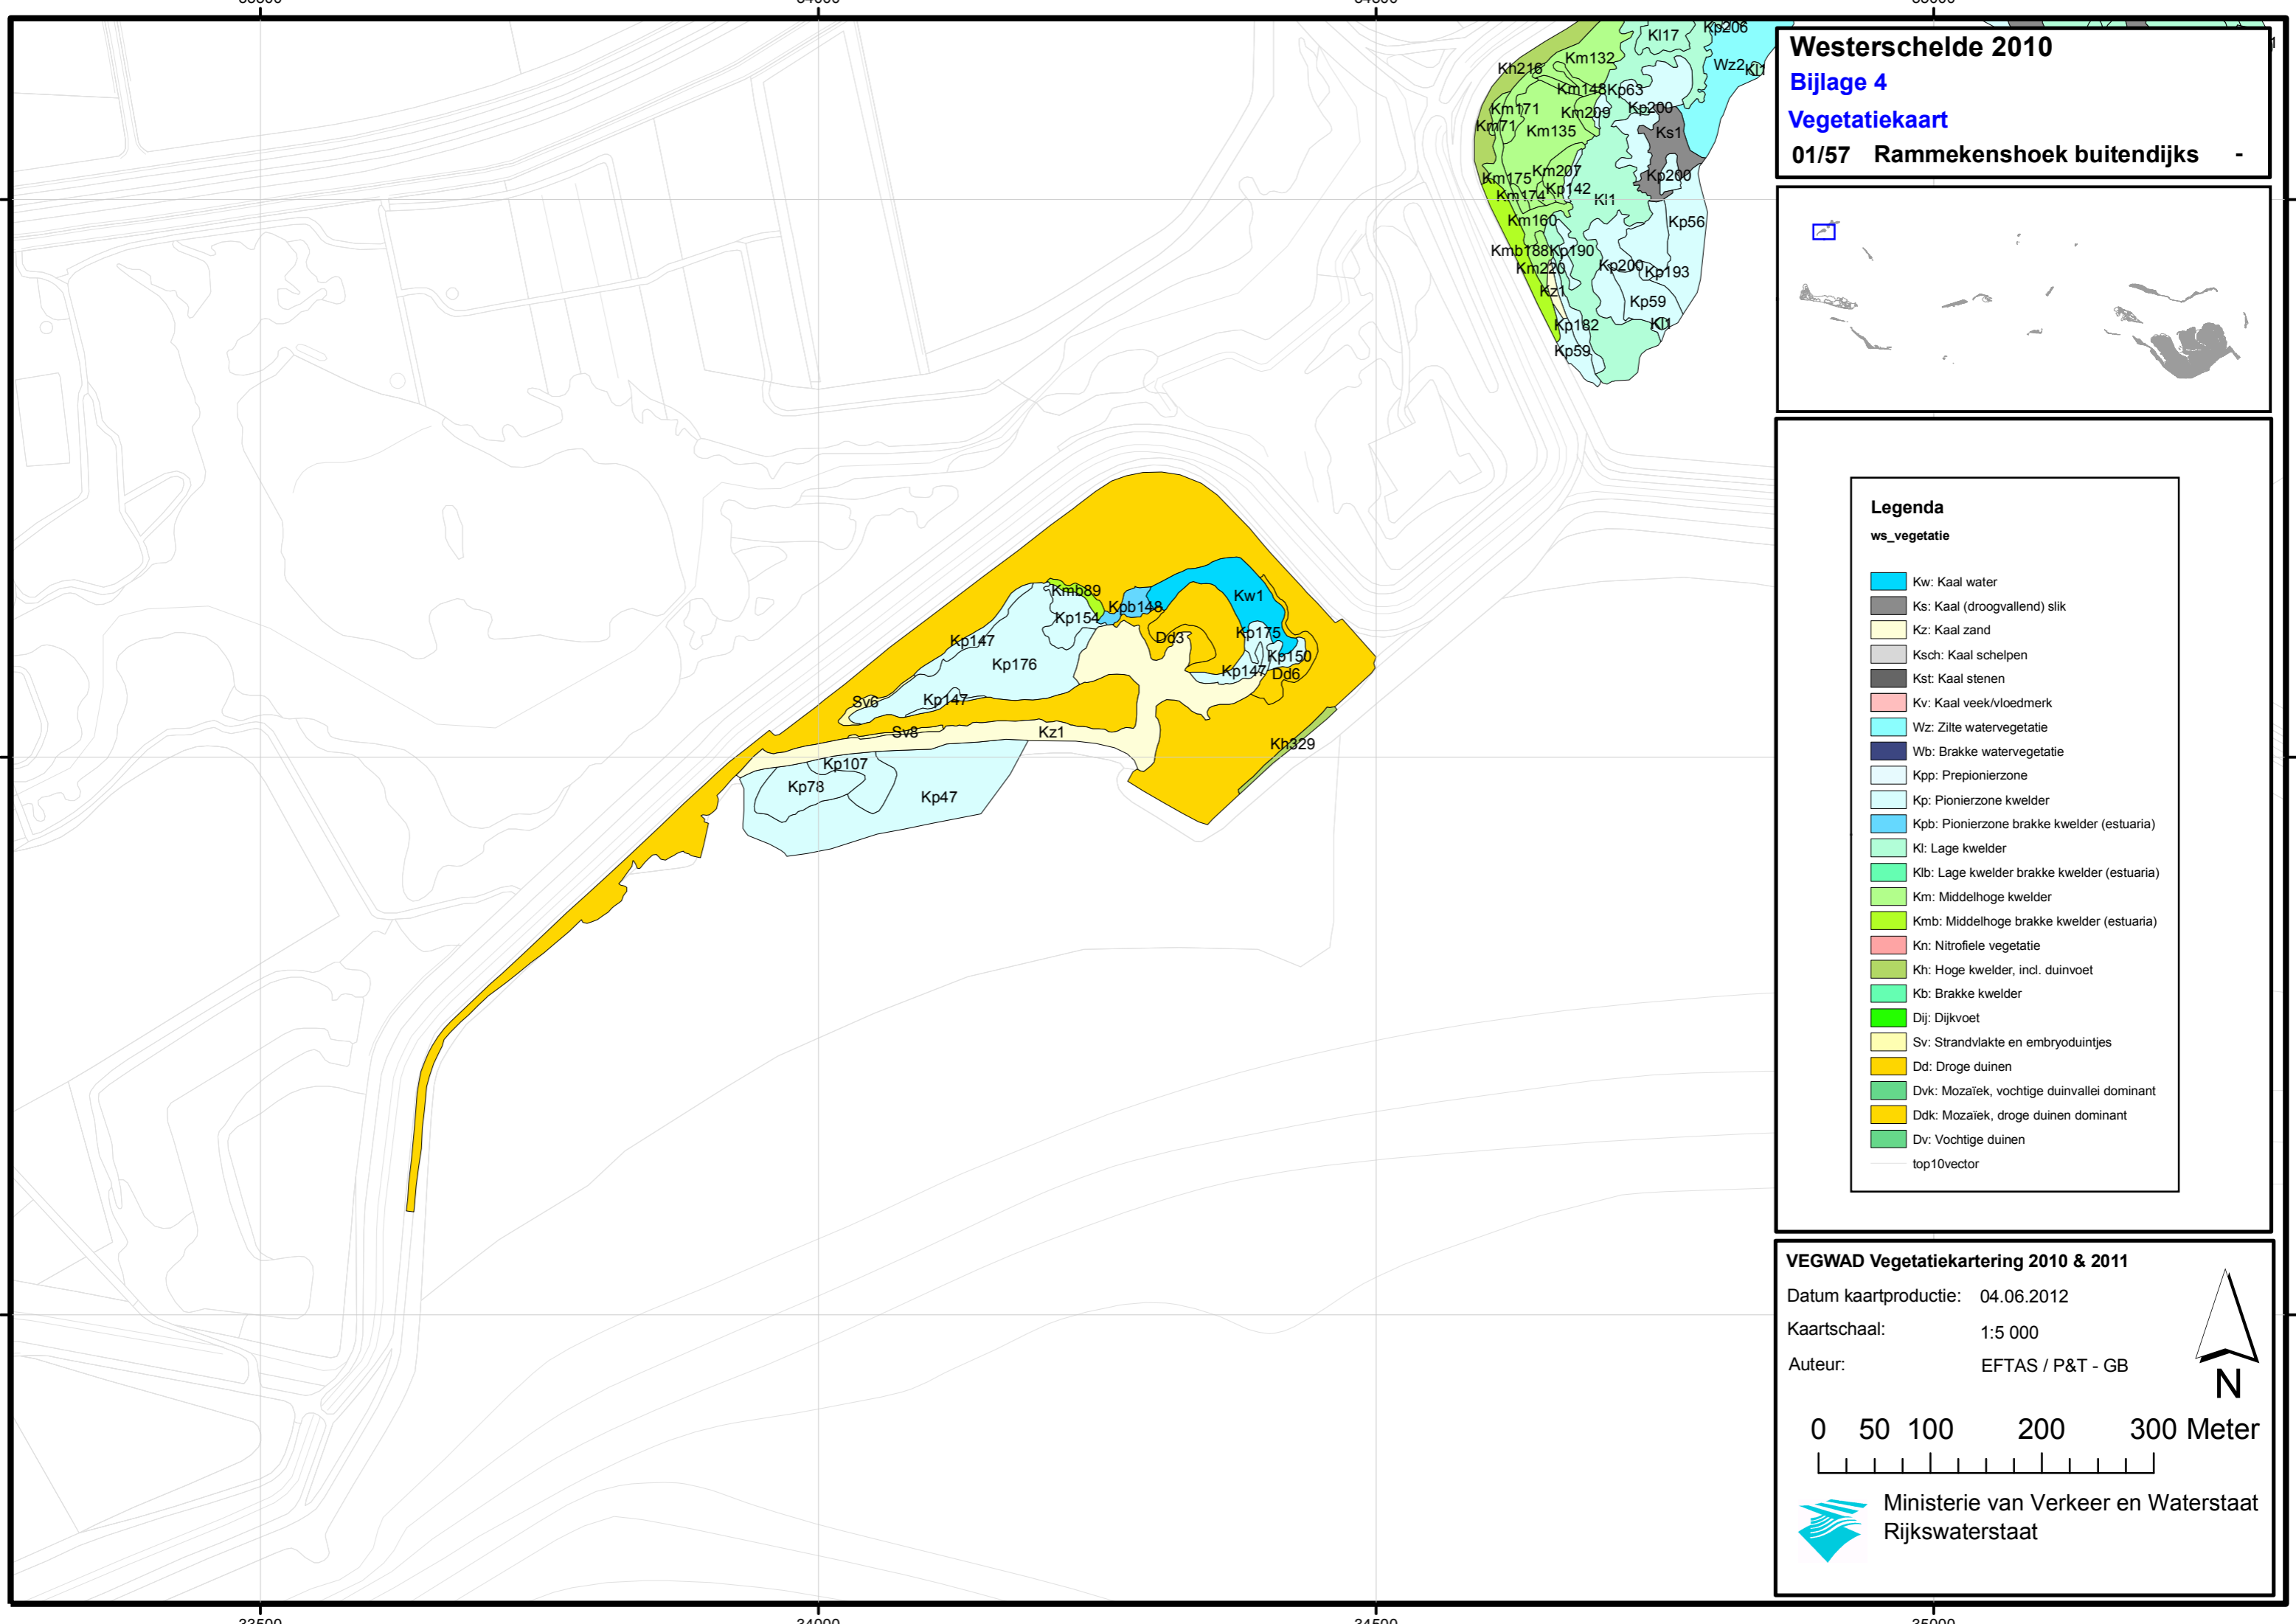 Westerschelde 2010
Bijlage 4
Vegetatiekaart
01/57 Rammekenshoek buitendijks -
Kl17
Kp206
Km132
Wz2
Kl1
Kh216
Km148
Kp63
Km171
Km209
Kp200
Km71
Km135
Ks1
Km207
Kp200
Km175
Kp142
Km174
Kl1
Km160
Kp56
Kmb188
Kp190
Km220
Kp200
Kp193
Kz1
Kp59
Kp182
Kl1
Kp59
Kmb89
Kpb148
Kw1
Kp154
Kp147
Dd3
Kp175
Kp176
Kp150
Kp147
Dd6
Sv6
Kp147
Sv8
Kz1
Kh329
Kp107
Kp78
Kp47
Legenda
ws_vegetatie
Kw: Kaal water
Ks: Kaal (droogvallend) slik
Kz: Kaal zand
Ksch: Kaal schelpen
Kst: Kaal stenen
Kv: Kaal veek/vloedmerk
Wz: Zilte watervegetatie
Wb: Brakke watervegetatie
Kpp: Prepionierzone
Kp: Pionierzone kwelder
Kpb: Pionierzone brakke kwelder (estuaria)
Kl: Lage kwelder
Klb: Lage kwelder brakke kwelder (estuaria)
Km: Middelhoge kwelder
Kmb: Middelhoge brakke kwelder (estuaria)
Kn: Nitrofiele vegetatie
Kh: Hoge kwelder, incl. duinvoet
Kb: Brakke kwelder
Dij: Dijkvoet
Sv: Strandvlakte en embryoduintjes
Dd: Droge duinen
Dvk: Mozaïek, vochtige duinvallei dominant
Ddk: Mozaïek, droge duinen dominant
Dv: Vochtige duinen
top10vector
VEGWAD Vegetatiekartering 2010 & 2011
Datum kaartproductie: 04.06.2012
Kaartschaal: 1:5 000
Auteur: EFTAS / P&T - GB
N
0 50 100 200 300 Meter
Ministerie van Verkeer en Waterstaat
Rijkswaterstaat
33500 34000 34500 35000